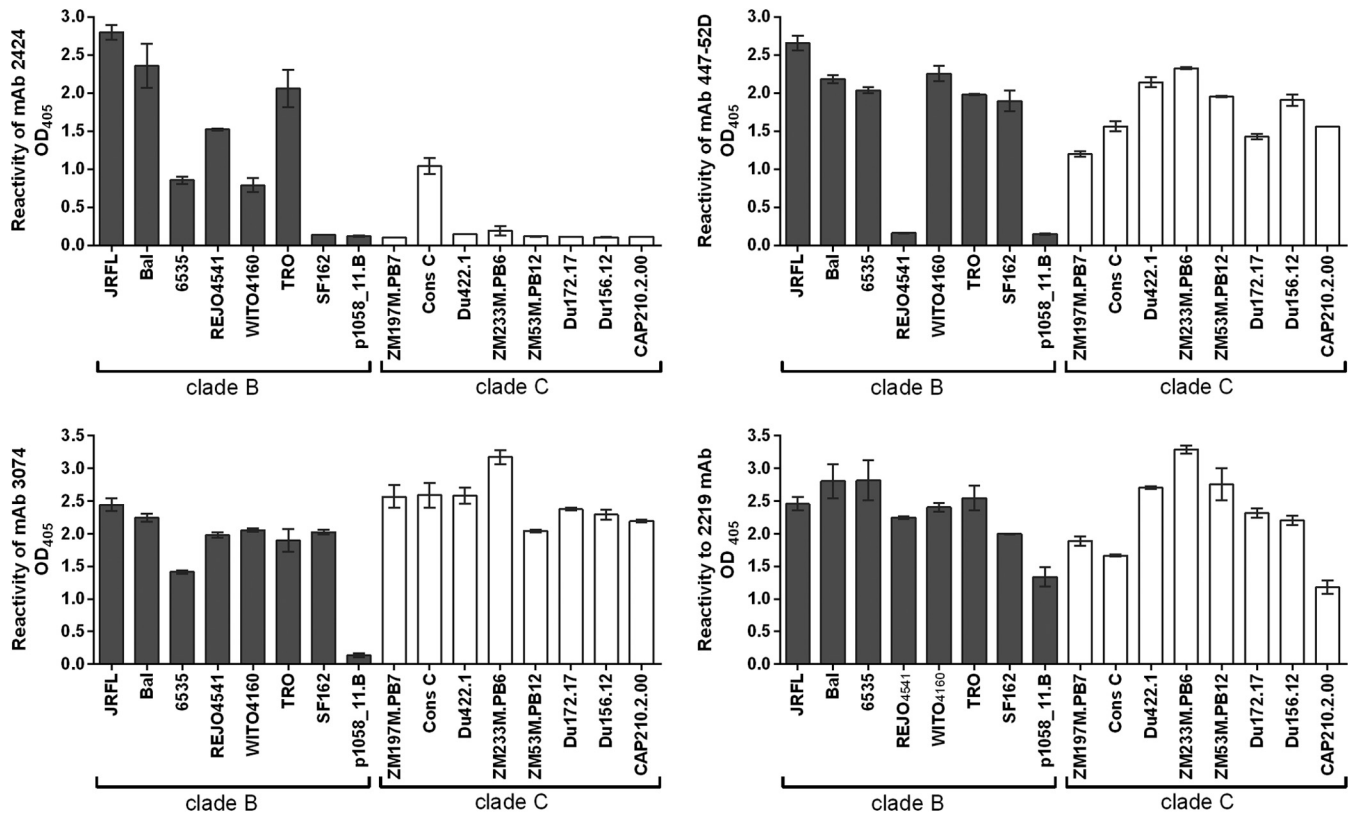 Reactivity of mAb 2424
OD405
3.0
2.5
2.0
1.5
1.0
0.5
0.0
JRFL
Bal
6535
REJO4541
WITO4160
TRO
SF162
p1058_11.B
ZM197M.PB7
Cons C
Du422.1
ZM233M.PB6
ZM53M.PB12
Du172.17
Du156.12
CAP210.2.00
clade B
clade C
Reactivity of mAb 447-52D
OD405
3.0
2.5
2.0
1.5
1.0
0.5
0.0
JRFL
Bal
6535
REJO4541
WITO4160
TRO
SF162
p1058_11.B
ZM197M.PB7
Cons C
Du422.1
ZM233M.PB6
ZM53M.PB12
Du172.17
Du156.12
CAP210.2.00
clade B
clade C
Reactivity of mAb 3074
OD405
3.5
3.0
2.5
2.0
1.5
1.0
0.5
0.0
JRFL
Bal
6535
REJO4541
WITO4160
TRO
SF162
p1058_11.B
ZM197M.PB7
Cons C
Du422.1
ZM233M.PB6
ZM53M.PB12
Du172.17
Du156.12
CAP210.2.00
clade B
clade C
Reactivity to 2219 mAb
OD405
3.5
3.0
2.5
2.0
1.5
1.0
0.5
0.0
JRFL
Bal
6535
REJO4541
WITO4160
TRO
SF162
p1058_11.B
ZM197M.PB7
Cons C
Du422.1
ZM233M.PB6
ZM53M.PB12
Du172.17
Du156.12
CAP210.2.00
clade B
clade C